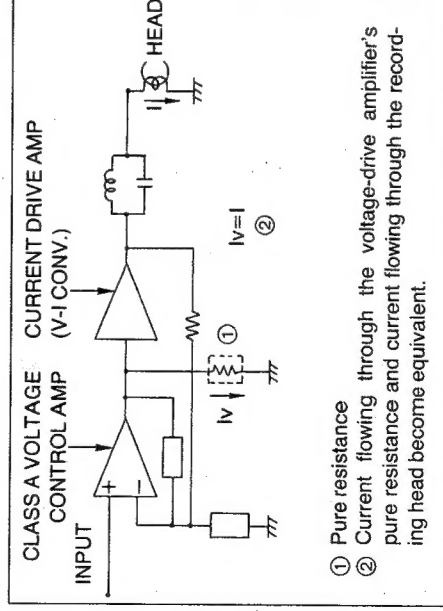 CLASS A VOLTAGE
CONTROL AMP
CURRENT DRIVE AMP
(V-I CONV.)
INPUT
+
−
HEAD
I
Iv
①
Iv=I
②
① Pure resistance
② Current flowing through the voltage-drive amplifier's
pure resistance and current flowing through the record-
ing head become equivalent.